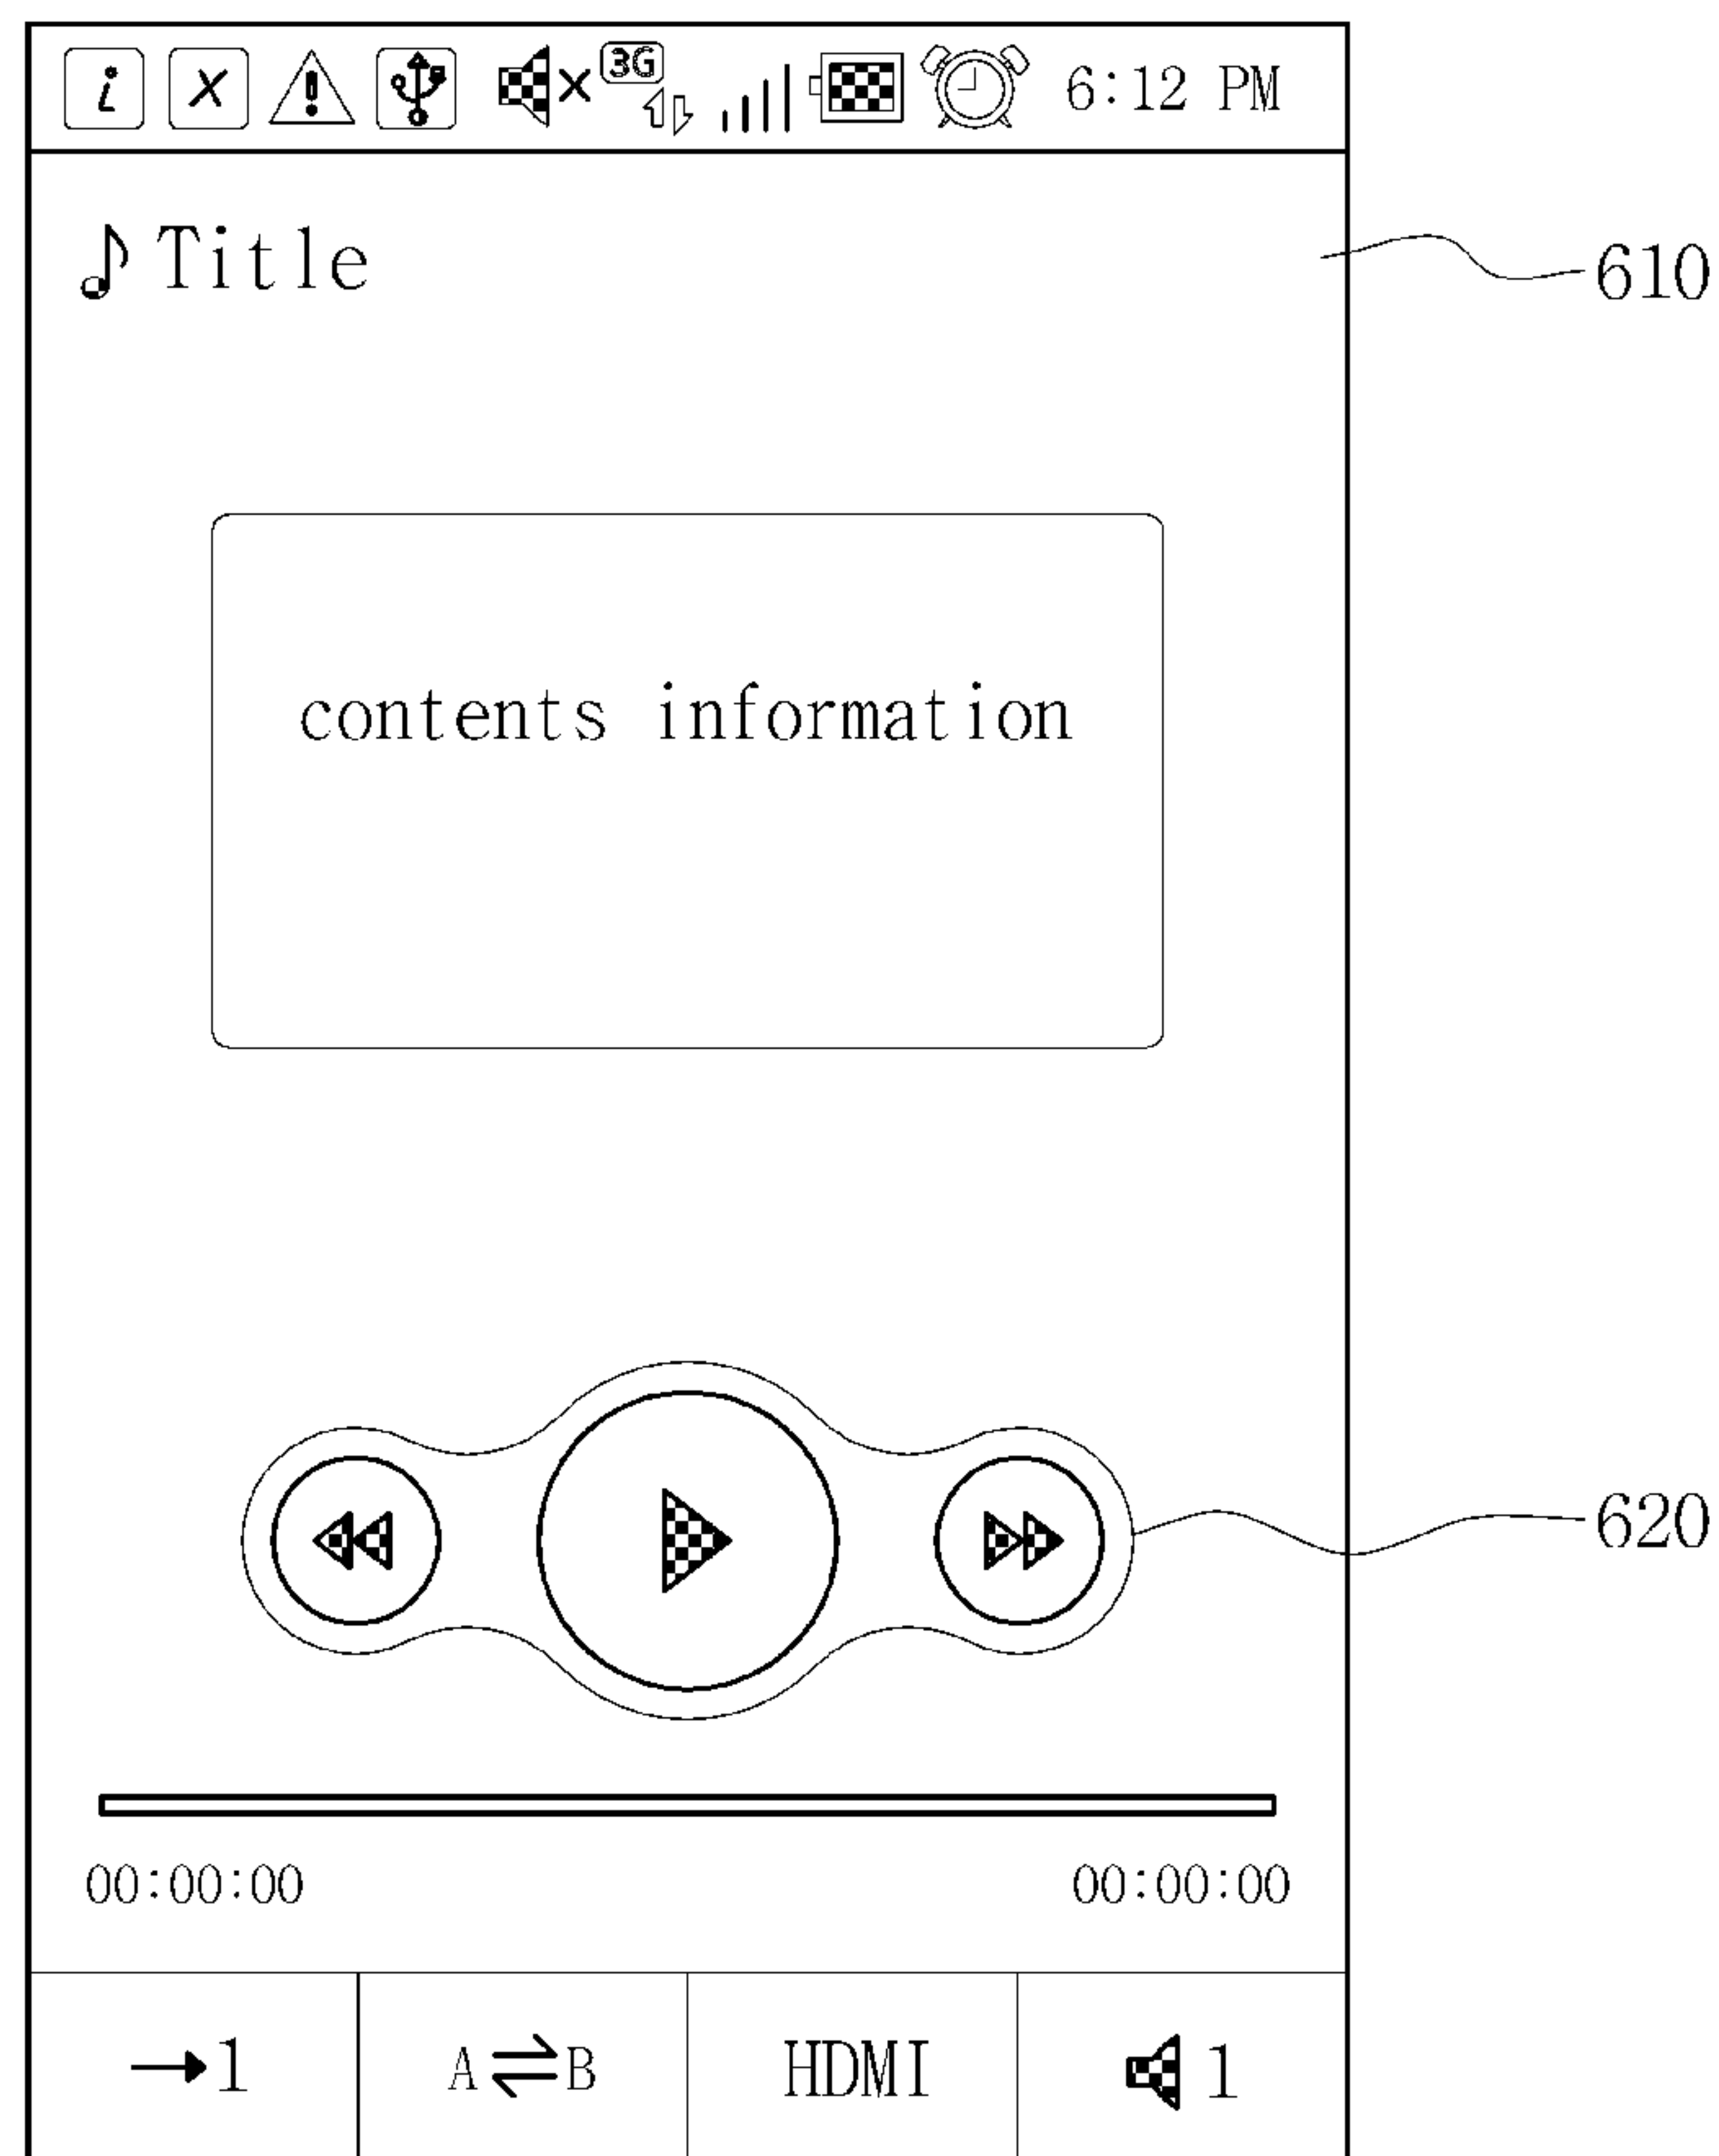 i X ! X 3G 6:12 PM
Title
610
contents information
620
00:00:00 00:00:00
→1 A⇌B HDMI 1